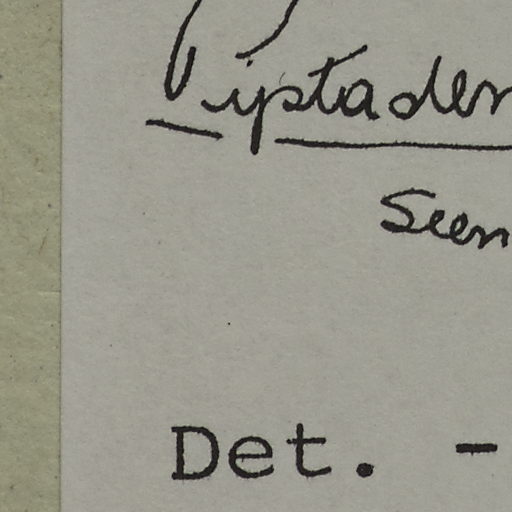 Piptaden
seen
Det. -